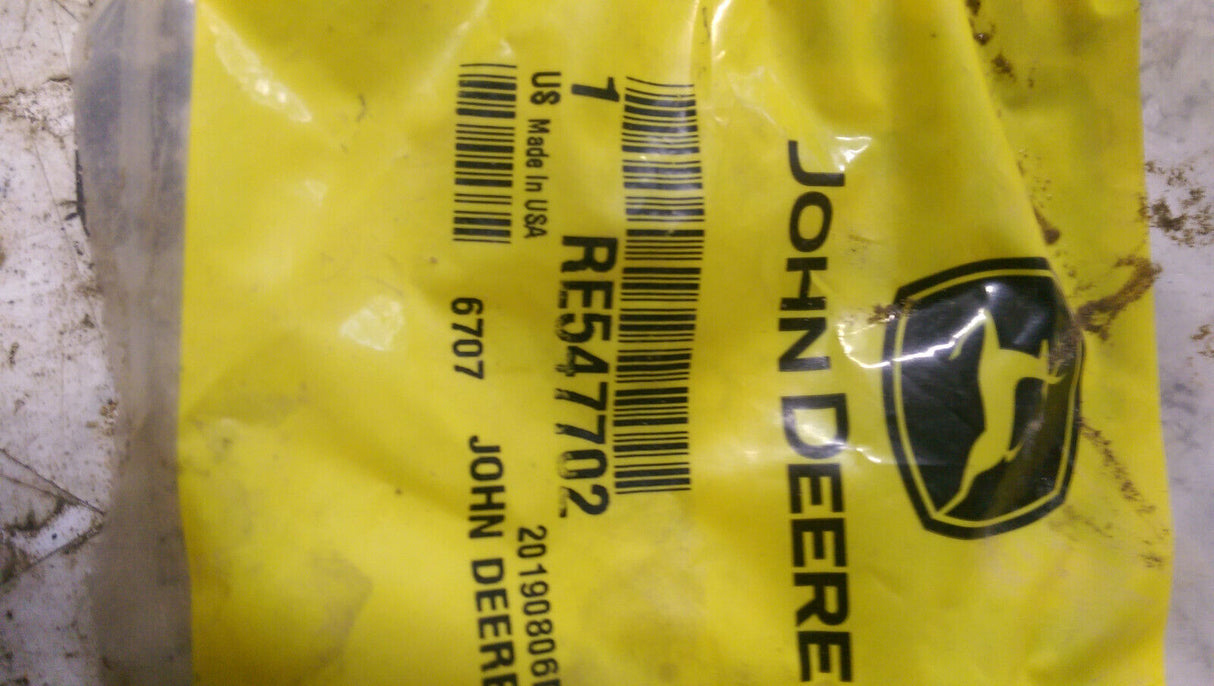 JOHN DEERE
1 RE547702
US Made In USA 20190806
6707 JOHN DEERE